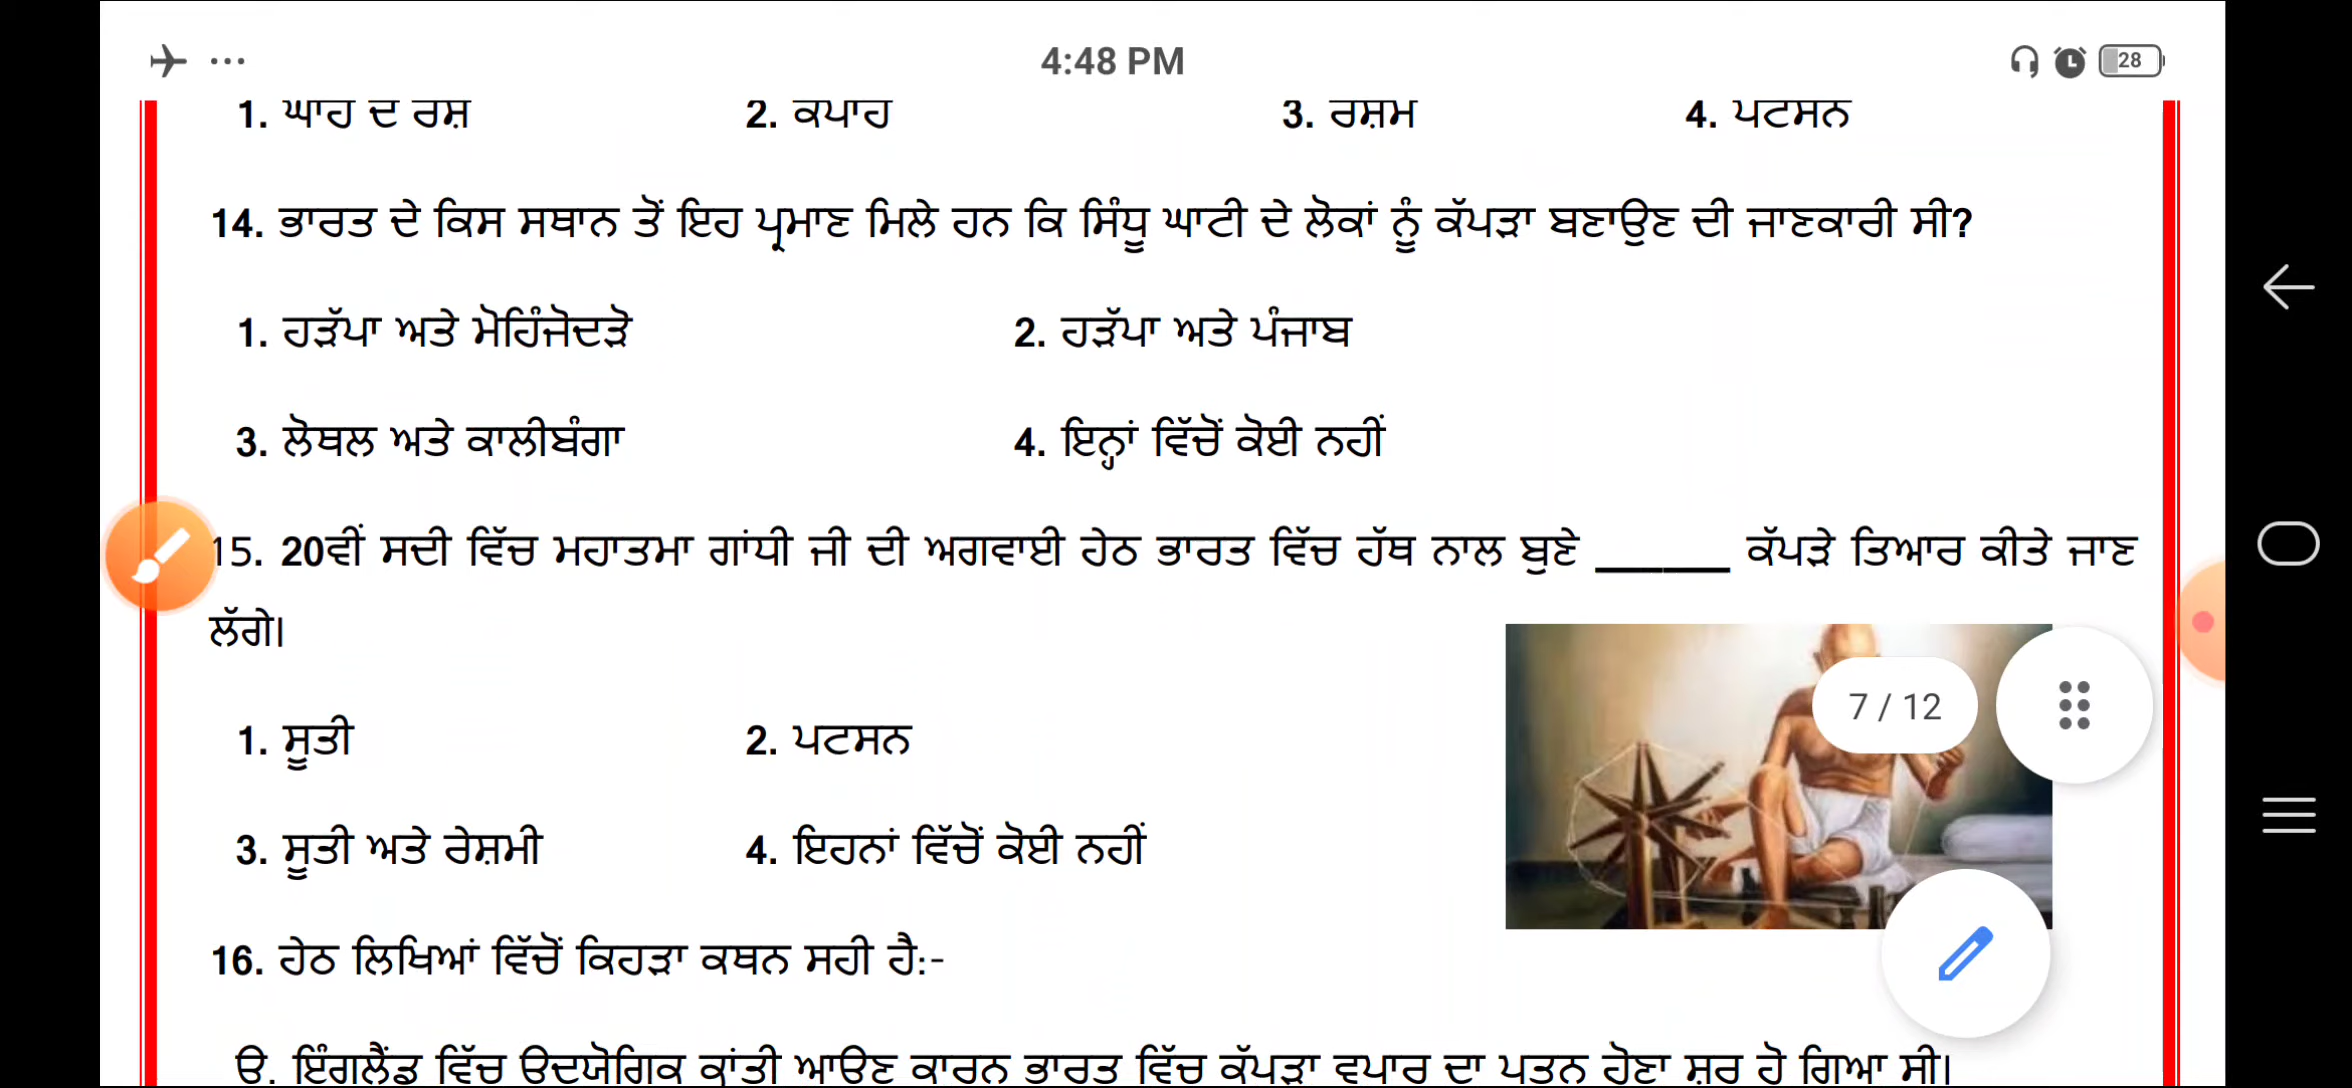 4:48 PM
28
1. ਘਾਹ ਦ ਰਸ਼ 2. ਕਪਾਹ 3. ਰਸ਼ਮ 4. ਪਟਸਨ
14. ਭਾਰਤ ਦੇ ਕਿਸ ਸਥਾਨ ਤੋਂ ਇਹ ਪ੍ਰਮਾਣ ਮਿਲੇ ਹਨ ਕਿ ਸਿੰਧੂ ਘਾਟੀ ਦੇ ਲੋਕਾਂ ਨੂੰ ਕੱਪੜਾ ਬਣਾਉਣ ਦੀ ਜਾਣਕਾਰੀ ਸੀ?
1. ਹੜੱਪਾ ਅਤੇ ਮੋਹਿੰਜੋਦੜੋ 2. ਹੜੱਪਾ ਅਤੇ ਪੰਜਾਬ
3. ਲੋਥਲ ਅਤੇ ਕਾਲੀਬੰਗਾ 4. ਇਨ੍ਹਾਂ ਵਿੱਚੋਂ ਕੋਈ ਨਹੀਂ
15. 20ਵੀਂ ਸਦੀ ਵਿੱਚ ਮਹਾਤਮਾ ਗਾਂਧੀ ਜੀ ਦੀ ਅਗਵਾਈ ਹੇਠ ਭਾਰਤ ਵਿੱਚ ਹੱਥ ਨਾਲ ਬੁਣੇ ______ ਕੱਪੜੇ ਤਿਆਰ ਕੀਤੇ ਜਾਣ
ਲੱਗੇ।
7 / 12
1. ਸੂਤੀ 2. ਪਟਸਨ
3. ਸੂਤੀ ਅਤੇ ਰੇਸ਼ਮੀ 4. ਇਹਨਾਂ ਵਿੱਚੋਂ ਕੋਈ ਨਹੀਂ
16. ਹੇਠ ਲਿਖਿਆਂ ਵਿੱਚੋਂ ਕਿਹੜਾ ਕਥਨ ਸਹੀ ਹੈ:-
ੳ. ਇੰਗਲੈਂਡ ਵਿੱਚ ਉਦਯੋਗਿਕ ਕ੍ਰਾਂਤੀ ਆਉਣ ਕਾਰਨ ਭਾਰਤ ਵਿੱਚ ਕੱਪੜਾ ਵਪਾਰ ਦਾ ਪਤਨ ਹੋਣਾ ਸ਼ੁਰੂ ਹੋ ਗਿਆ ਸੀ।